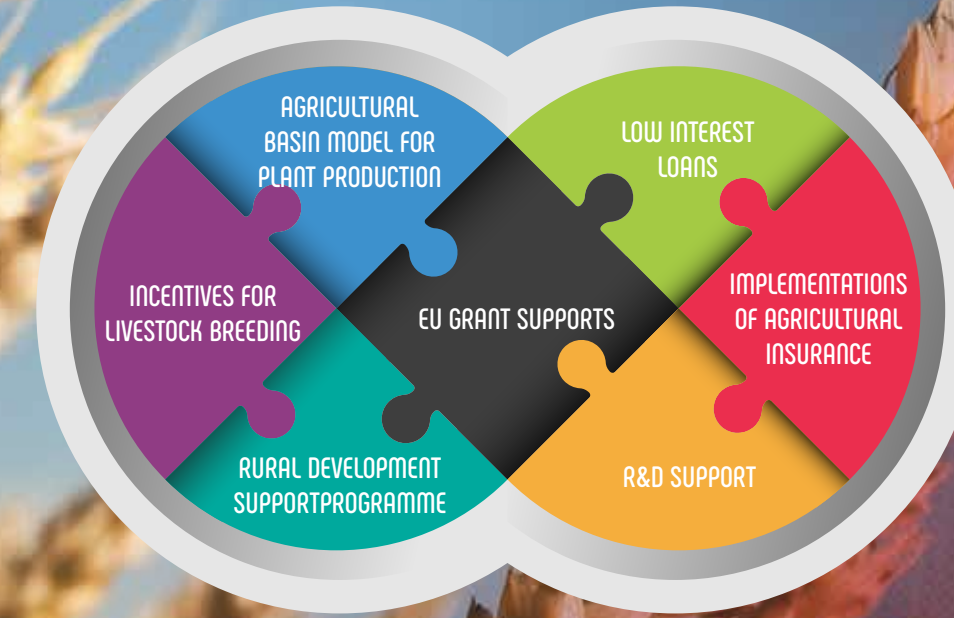 AGRICULTURAL
BASIN MODEL FOR
PLANT PRODUCTION
LOW INTEREST
LOANS
INCENTIVES FOR
LIVESTOCK BREEDING
EU GRANT SUPPORTS
IMPLEMENTATIONS
OF AGRICULTURAL
INSURANCE
RURAL DEVELOPMENT
SUPPORTPROGRAMME
R&D SUPPORT